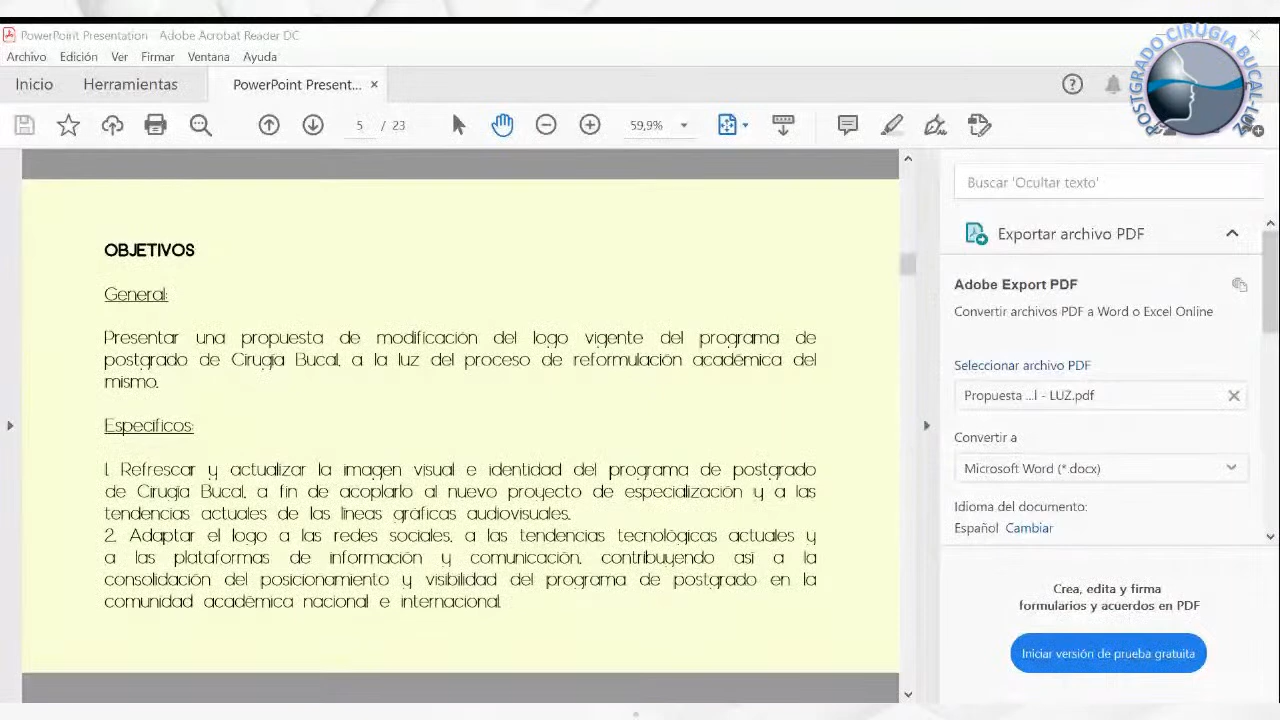 PowerPoint Presentation - Adobe Acrobat Reader DC
Archivo Edición Ver Firmar Ventana Ayuda
Inicio Herramientas PowerPoint Present... ×
5 / 23 59,9%
POSTGRADO CIRUGIA BUCAL-LUZ
OBJETIVOS
General:
Presentar una propuesta de modificación del logo vigente del programa de
postgrado de Cirugía Bucal, a la luz del proceso de reformulación académica del
mismo.
Específicos:
1. Refrescar y actualizar la imagen visual e identidad del programa de postgrado
de Cirugía Bucal, a fin de acoplarlo al nuevo proyecto de especialización y a las
tendencias actuales de las líneas gráficas audiovisuales.
2. Adaptar el logo a las redes sociales, a las tendencias tecnológicas actuales y
a las plataformas de información y comunicación, contribuyendo así a la
consolidación del posicionamiento y visibilidad del programa de postgrado en la
comunidad académica nacional e internacional.
Buscar 'Ocultar texto'
Exportar archivo PDF
Adobe Export PDF
Convertir archivos PDF a Word o Excel Online
Seleccionar archivo PDF
Propuesta ...l - LUZ.pdf
Convertir a
Microsoft Word (*.docx)
Idioma del documento:
Español Cambiar
Crea, edita y firma
formularios y acuerdos en PDF
Iniciar versión de prueba gratuita